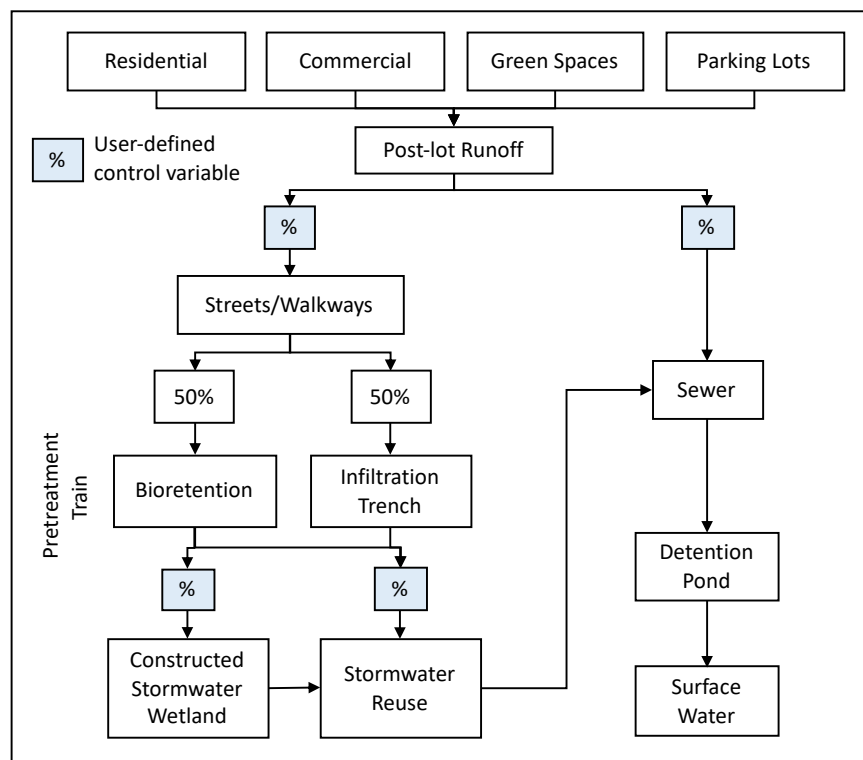 Residential
Commercial
Green Spaces
Parking Lots
%
User-defined
control variable
Post-lot Runoff
%
%
Streets/Walkways
50%
50%
Sewer
Pretreatment
Train
Bioretention
Infiltration
Trench
Detention
Pond
%
%
Constructed
Stormwater
Wetland
Stormwater
Reuse
Surface
Water